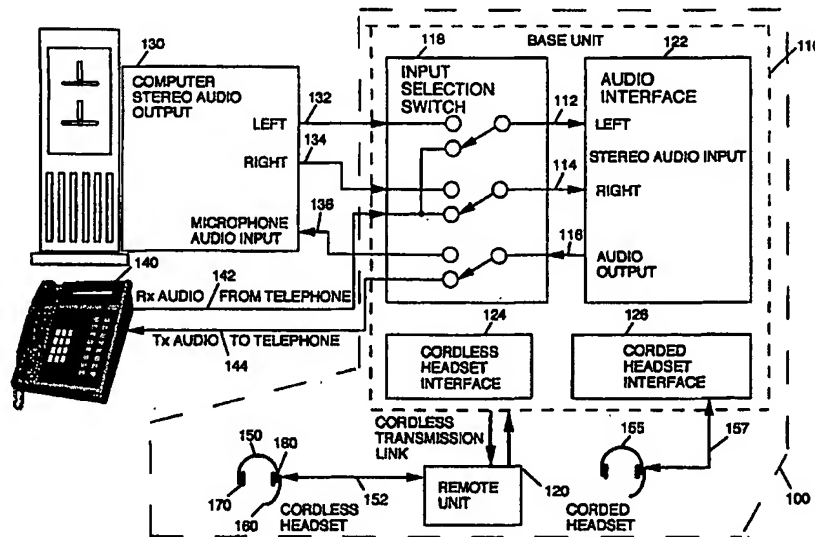 130
COMPUTER
STEREO AUDIO
OUTPUT
132
LEFT
134
RIGHT
136
MICROPHONE
AUDIO INPUT
140
Rx AUDIO FROM TELEPHONE
142
Tx AUDIO TO TELEPHONE
144
118
BASE UNIT
122
110
INPUT
SELECTION
SWITCH
112
AUDIO
INTERFACE
LEFT
STEREO AUDIO INPUT
114
RIGHT
116
AUDIO
OUTPUT
124
CORDLESS
HEADSET
INTERFACE
126
CORDED
HEADSET
INTERFACE
CORDLESS
TRANSMISSION
LINK
150
180
170
160
152
CORDLESS
HEADSET
REMOTE
UNIT
120
155
157
CORDED
HEADSET
100